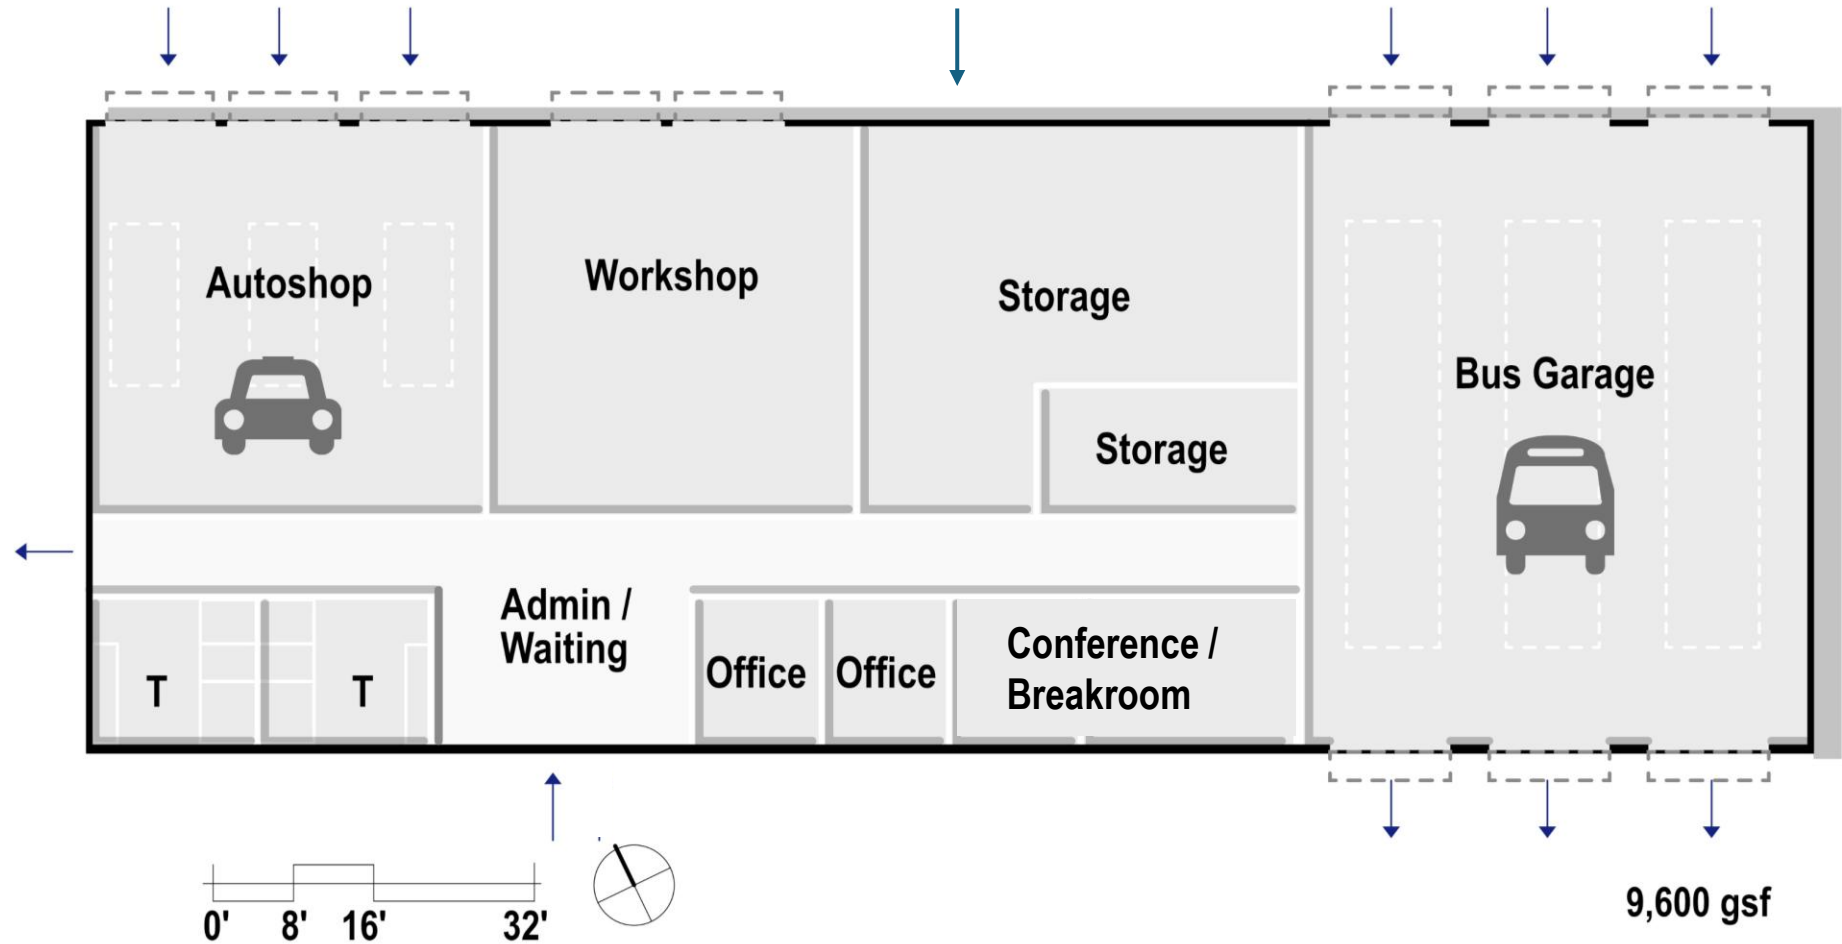 Autoshop
Workshop
Storage
Bus Garage
Storage
Admin /
Waiting
Conference /
Breakroom
Office
Office
T
T
0' 8' 16' 32'
9,600 gsf